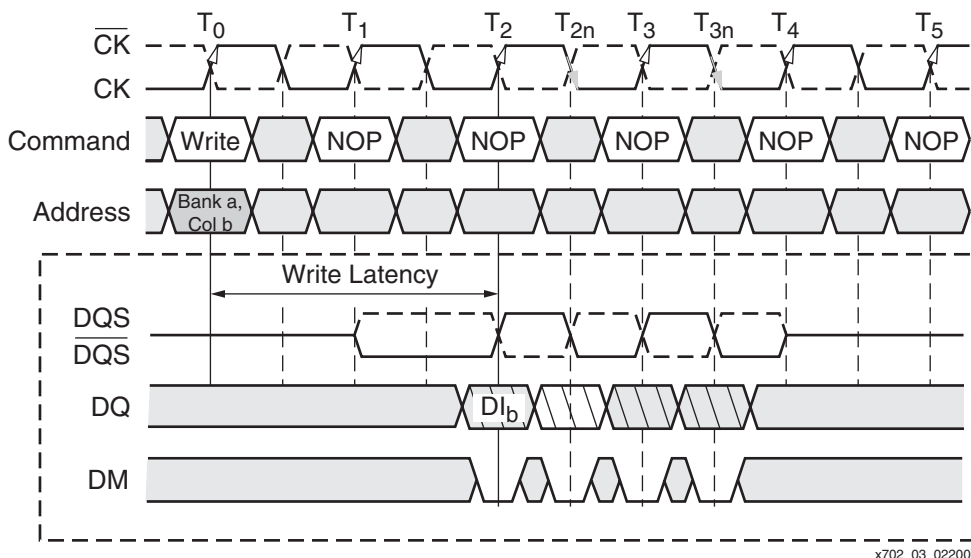 T0 T1 T2 T2n T3 T3n T4 T5
CK
CK
Command Write NOP NOP NOP NOP NOP
Address Bank a,
Col b
Write Latency
DQS
DQS
DQ DIb
DM
x702_03_02200